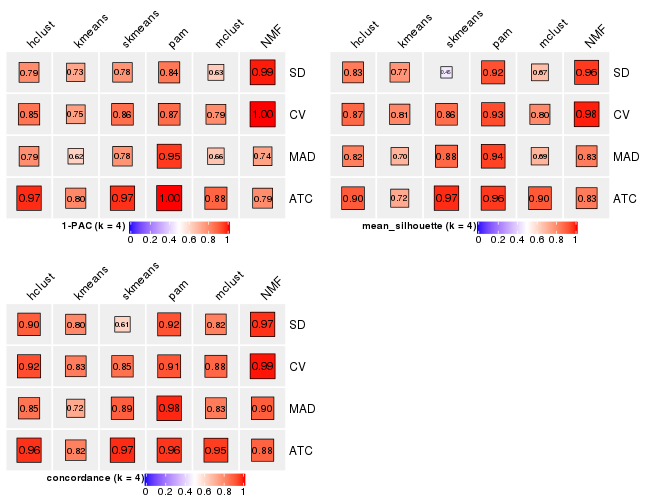 hclust kmeans skmeans pam mclust NMF
0.79 0.73 0.78 0.84 0.63 0.99 SD
0.85 0.75 0.86 0.87 0.79 1.00 CV
0.79 0.62 0.78 0.95 0.66 0.74 MAD
0.97 0.80 0.97 1.00 0.88 0.79 ATC
1-PAC (k = 4)
0 0.2 0.4 0.6 0.8 1
hclust kmeans skmeans pam mclust NMF
0.83 0.77 0.45 0.92 0.67 0.96 SD
0.87 0.81 0.86 0.93 0.80 0.98 CV
0.82 0.70 0.88 0.94 0.69 0.83 MAD
0.90 0.72 0.97 0.96 0.90 0.83 ATC
mean_silhouette (k = 4)
0 0.2 0.4 0.6 0.8 1
hclust kmeans skmeans pam mclust NMF
0.90 0.80 0.61 0.92 0.82 0.97 SD
0.92 0.83 0.85 0.91 0.88 0.99 CV
0.85 0.72 0.89 0.98 0.83 0.90 MAD
0.96 0.82 0.97 0.96 0.95 0.88 ATC
concordance (k = 4)
0 0.2 0.4 0.6 0.8 1